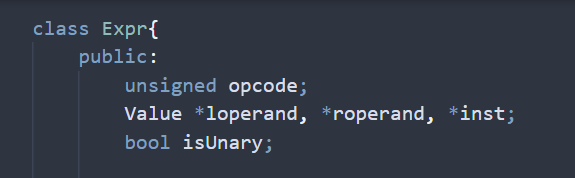 class Expr{
public:
unsigned opcode;
Value *loperand, *roperand, *inst;
bool isUnary;